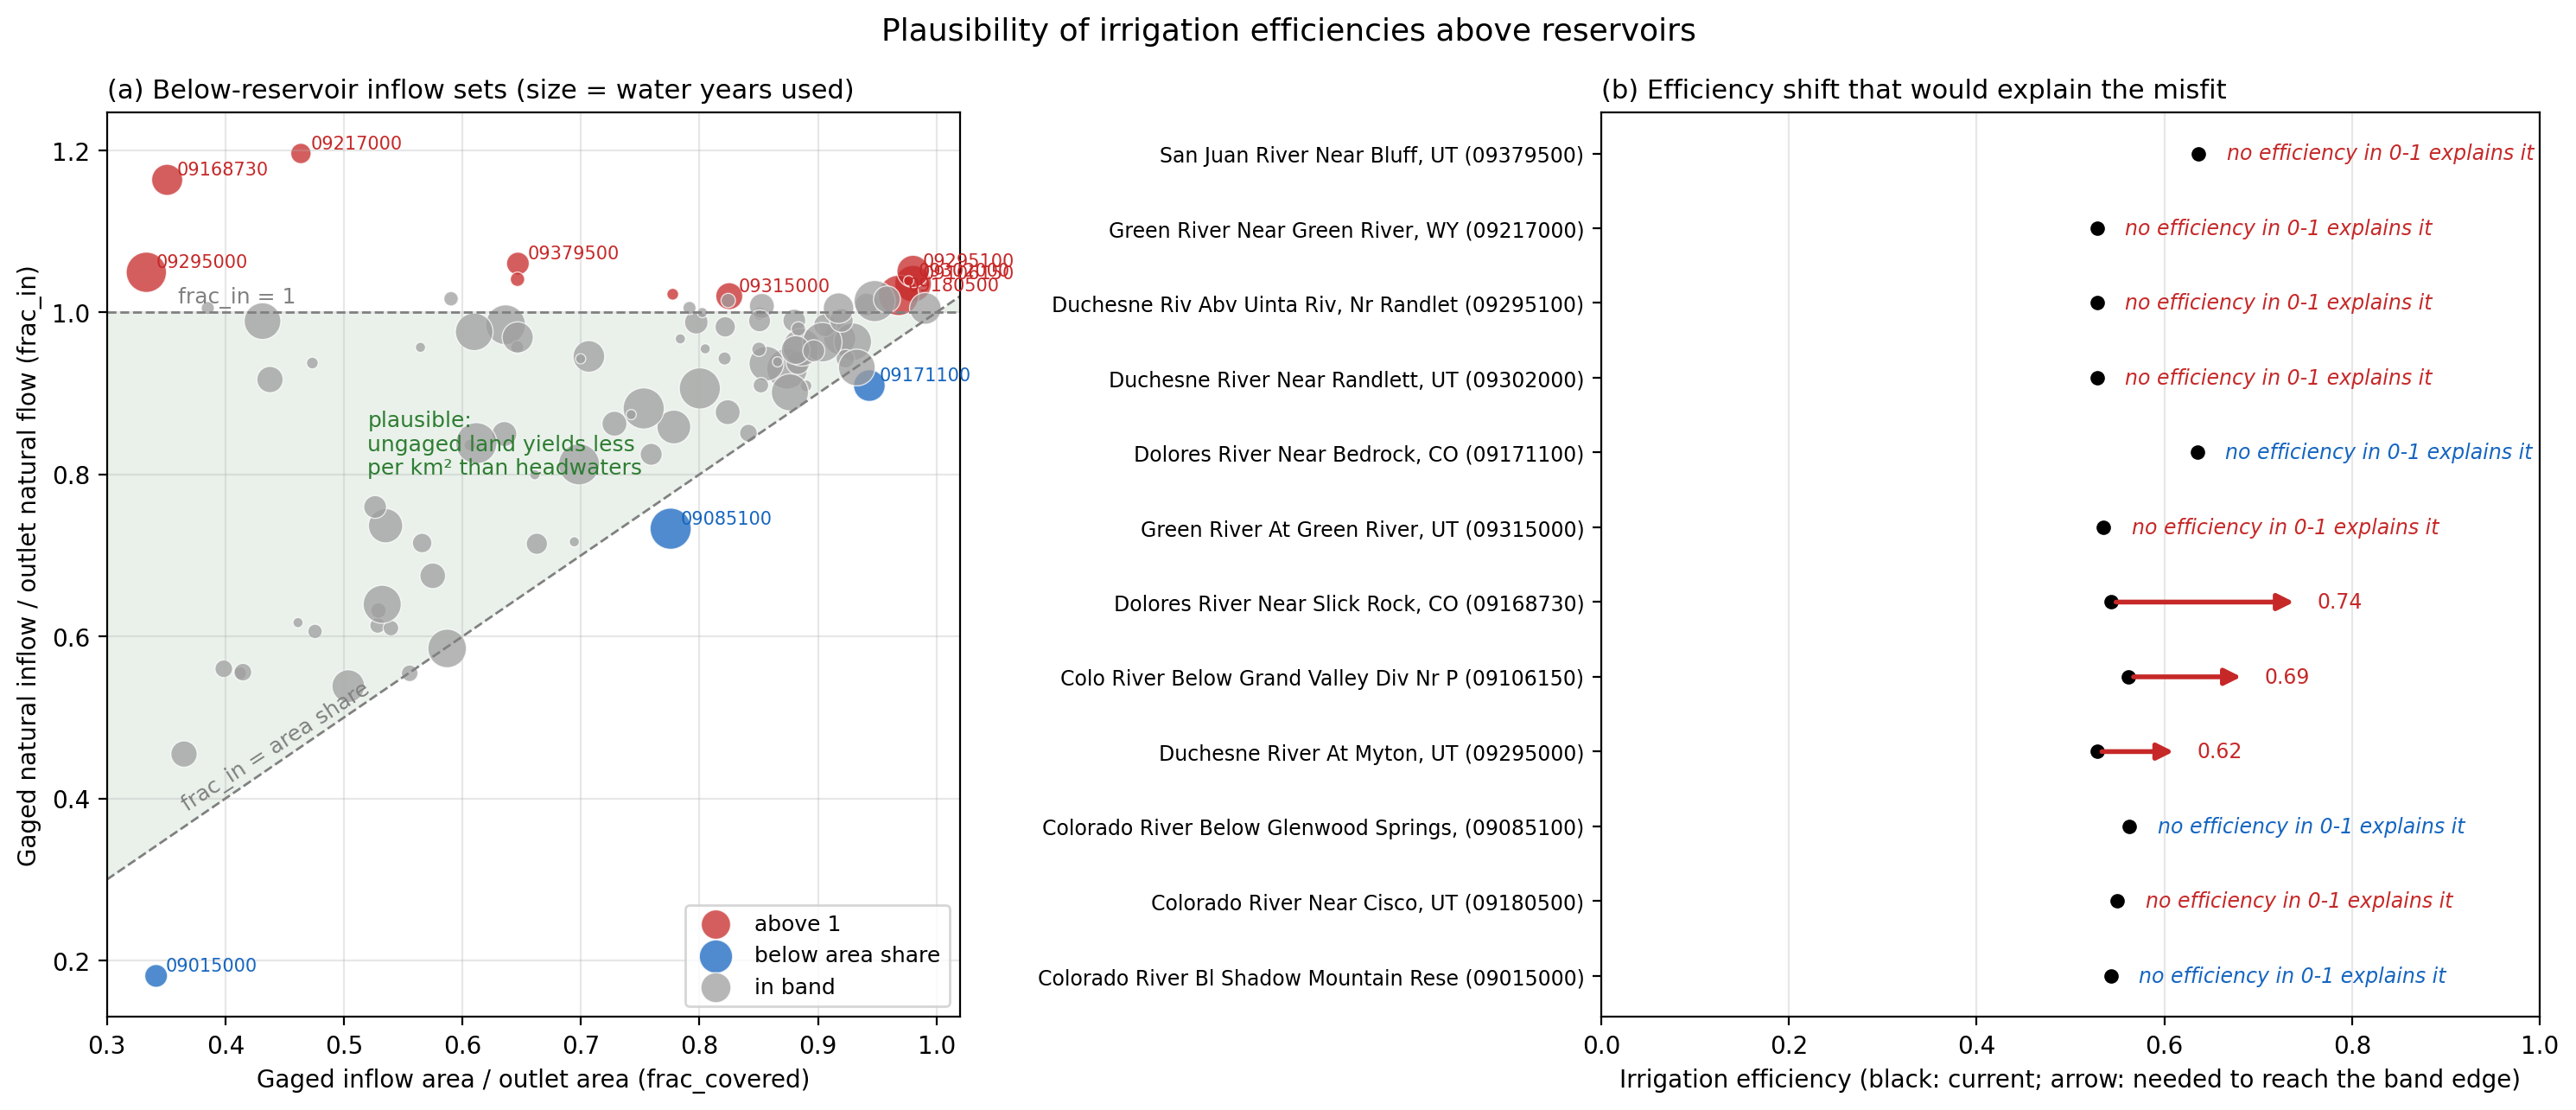 Plausibility of irrigation efficiencies above reservoirs
(a) Below-reservoir inflow sets (size = water years used)
Gaged natural inflow / outlet natural flow (frac_in)
1.2
1.0
0.8
0.6
0.4
0.2
09217000
09168730
09295000
09379500
09315000
09295100
09302000
09106150
09180500
frac_in = 1
09171100
plausible:
ungaged land yields less
per km² than headwaters
09085100
frac_in = area share
09015000
above 1
below area share
in band
0.3 0.4 0.5 0.6 0.7 0.8 0.9 1.0
Gaged inflow area / outlet area (frac_covered)
(b) Efficiency shift that would explain the misfit
San Juan River Near Bluff, UT (09379500) no efficiency in 0-1 explains it
Green River Near Green River, WY (09217000) no efficiency in 0-1 explains it
Duchesne Riv Abv Uinta Riv, Nr Randlet (09295100) no efficiency in 0-1 explains it
Duchesne River Near Randlett, UT (09302000) no efficiency in 0-1 explains it
Dolores River Near Bedrock, CO (09171100) no efficiency in 0-1 explains it
Green River At Green River, UT (09315000) no efficiency in 0-1 explains it
Dolores River Near Slick Rock, CO (09168730) 0.74
Colo River Below Grand Valley Div Nr P (09106150) 0.69
Duchesne River At Myton, UT (09295000) 0.62
Colorado River Below Glenwood Springs, (09085100) no efficiency in 0-1 explains it
Colorado River Near Cisco, UT (09180500) no efficiency in 0-1 explains it
Colorado River Bl Shadow Mountain Rese (09015000) no efficiency in 0-1 explains it
0.0 0.2 0.4 0.6 0.8 1.0
Irrigation efficiency (black: current; arrow: needed to reach the band edge)